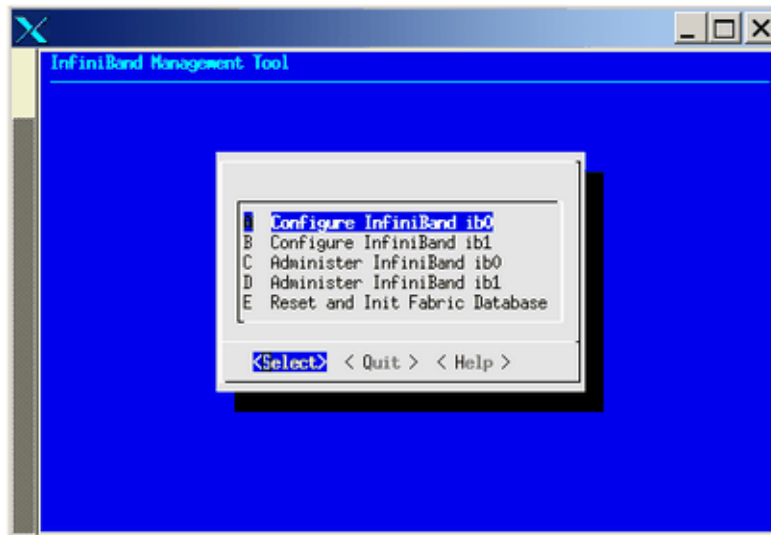 InfiniBand Management Tool
A Configure InfiniBand ib0
B Configure InfiniBand ib1
C Administer InfiniBand ib0
D Administer InfiniBand ib1
E Reset and Init Fabric Database
<Select> < Quit > < Help >